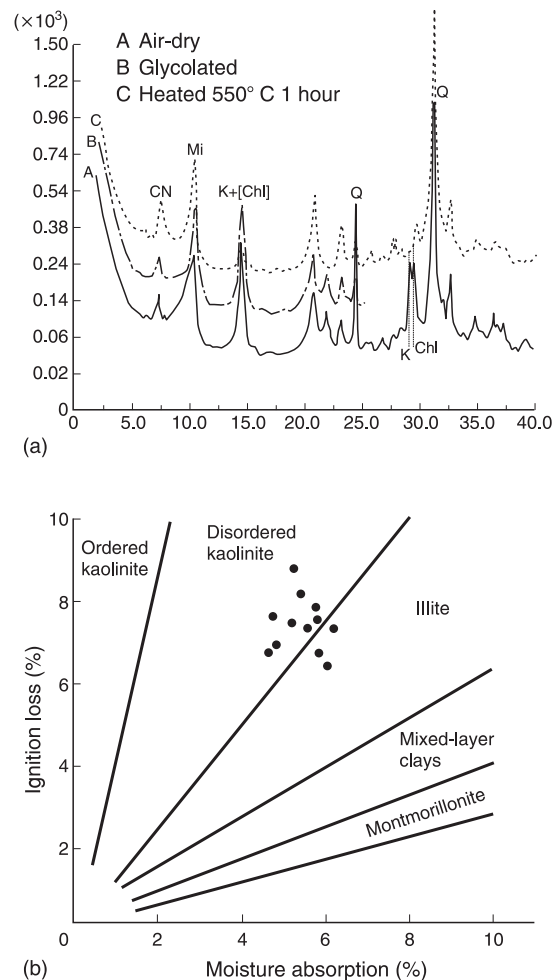 (×10³)
1.50
1.22
0.96
0.74
0.54
0.38
0.24
0.14
0.06
0.02
0
A Air-dry
B Glycolated
C Heated 550° C 1 hour
C
B
A
CN
Mi
K+[Chl]
Q
Q
K
Chl
5.0 10.0 15.0 20.0 25.0 30.0 35.0 40.0
(a)
10
8
6
4
2
0
Ignition loss (%)
Ordered
kaolinite
Disordered
kaolinite
Illite
Mixed-layer
clays
Montmorillonite
2 4 6 8 10
Moisture absorption (%)
(b)